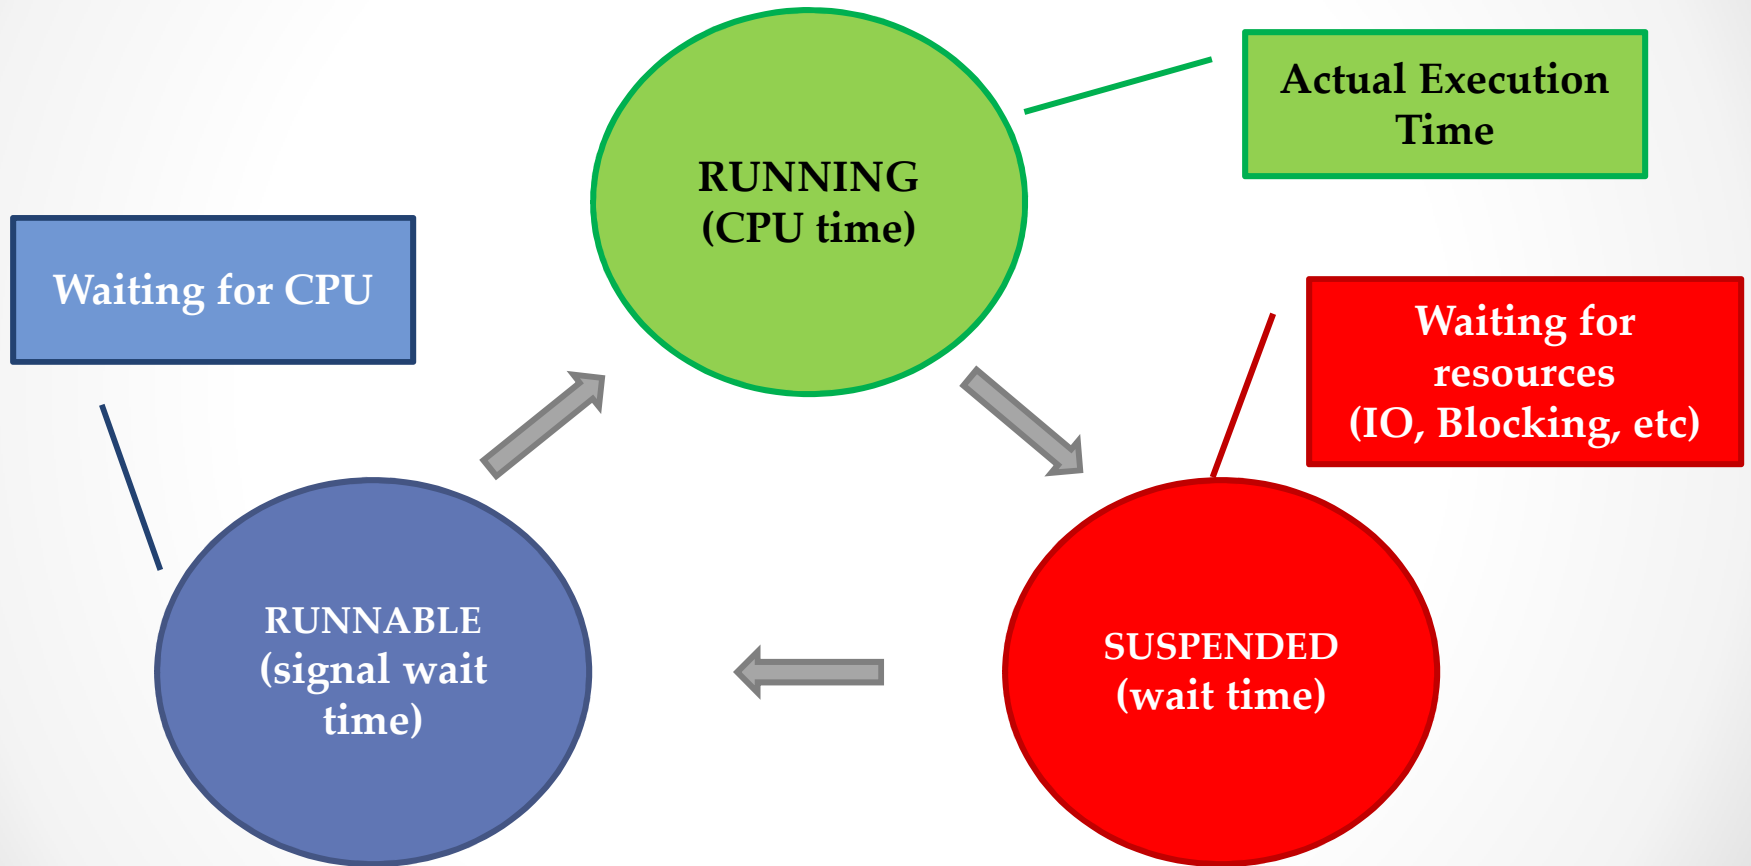 Actual Execution
Time
RUNNING
(CPU time)
Waiting for CPU
Waiting for
resources
(IO, Blocking, etc)
RUNNABLE
(signal wait
time)
SUSPENDED
(wait time)